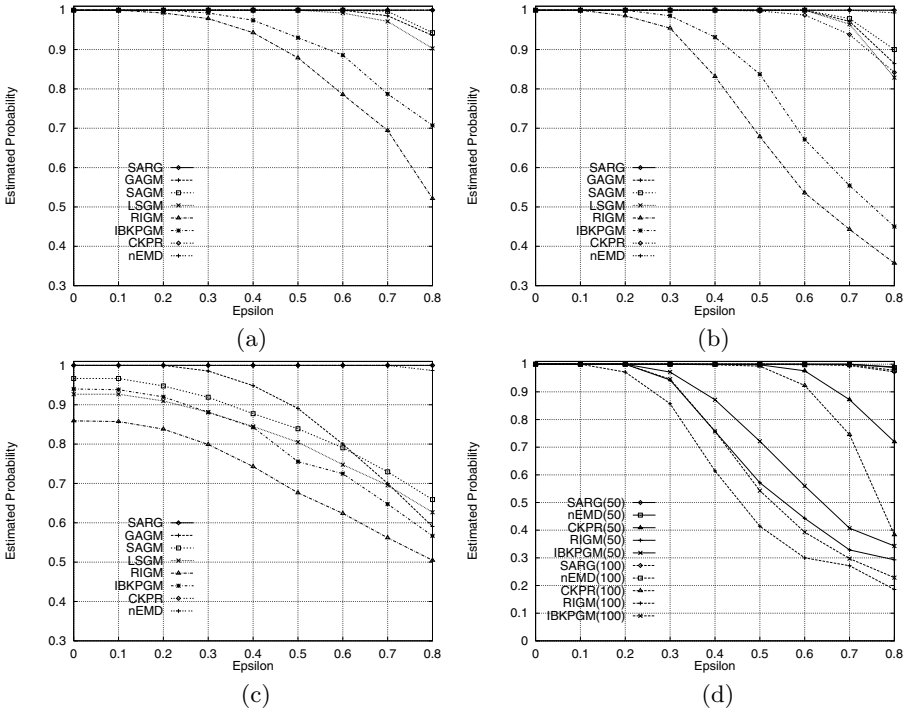 Estimated Probability
1
0.9
0.8
0.7
0.6
0.5
0.4
0.3
SARG
GAGM
SAGM
LSGM
RIGM
IBKPGM
CKPR
nEMD
0 0.1 0.2 0.3 0.4 0.5 0.6 0.7 0.8
Epsilon
(a)
Estimated Probability
1
0.9
0.8
0.7
0.6
0.5
0.4
0.3
SARG
GAGM
SAGM
LSGM
RIGM
IBKPGM
CKPR
nEMD
0 0.1 0.2 0.3 0.4 0.5 0.6 0.7 0.8
Epsilon
(b)
Estimated Probability
1
0.9
0.8
0.7
0.6
0.5
0.4
0.3
SARG
GAGM
SAGM
LSGM
RIGM
IBKPGM
CKPR
nEMD
0 0.1 0.2 0.3 0.4 0.5 0.6 0.7 0.8
Epsilon
(c)
Estimated Probability
1
0.9
0.8
0.7
0.6
0.5
0.4
0.3
0.2
0.1
0
SARG(50)
nEMD(50)
CKPR(50)
RIGM(50)
IBKPGM(50)
SARG(100)
nEMD(100)
CKPR(100)
RIGM(100)
IBKPGM(100)
0 0.1 0.2 0.3 0.4 0.5 0.6 0.7 0.8
Epsilon
(d)